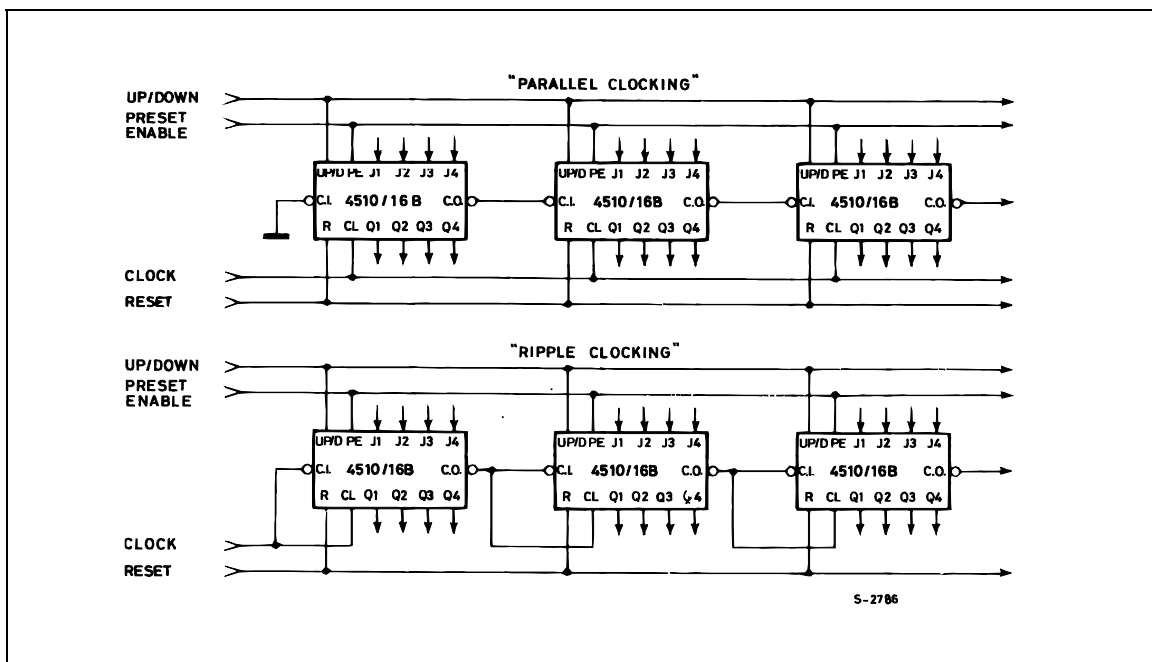 "PARALLEL CLOCKING"
UP/DOWN
PRESET
ENABLE
UP/D PE J1 J2 J3 J4
C.I. 4510/16B C.O.
R CL Q1 Q2 Q3 Q4
UP/D PE J1 J2 J3 J4
C.I. 4510/16B C.O.
R CL Q1 Q2 Q3 Q4
UP/D PE J1 J2 J3 J4
C.I. 4510/16B C.O.
R CL Q1 Q2 Q3 Q4
CLOCK
RESET
"RIPPLE CLOCKING"
UP/DOWN
PRESET
ENABLE
UP/D PE J1 J2 J3 J4
C.I. 4510/16B C.O.
R CL Q1 Q2 Q3 Q4
UP/D PE J1 J2 J3 J4
C.I. 4510/16B C.O.
R CL Q1 Q2 Q3
UP/D PE J1 J2 J3 J4
C.I. 4510/16B C.O.
R CL Q1 Q2 Q3 Q4
CLOCK
RESET
S-2786